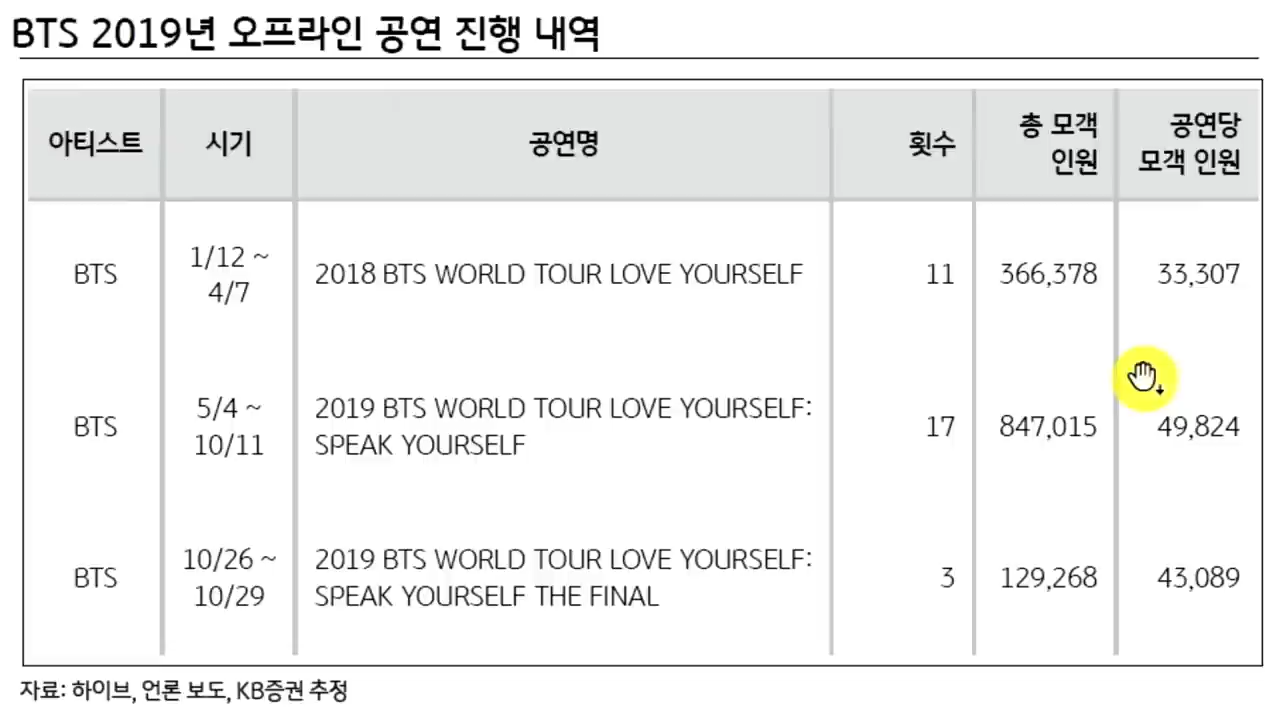 BTS 2019년 오프라인 공연 진행 내역
아티스트 시기 공연명 횟수 총 모객 인원 공연당 모객 인원
BTS 1/12 ~ 4/7 2018 BTS WORLD TOUR LOVE YOURSELF 11 366,378 33,307
BTS 5/4 ~ 10/11 2019 BTS WORLD TOUR LOVE YOURSELF: SPEAK YOURSELF 17 847,015 49,824
BTS 10/26 ~ 10/29 2019 BTS WORLD TOUR LOVE YOURSELF: SPEAK YOURSELF THE FINAL 3 129,268 43,089
자료: 하이브, 언론 보도, KB증권 추정